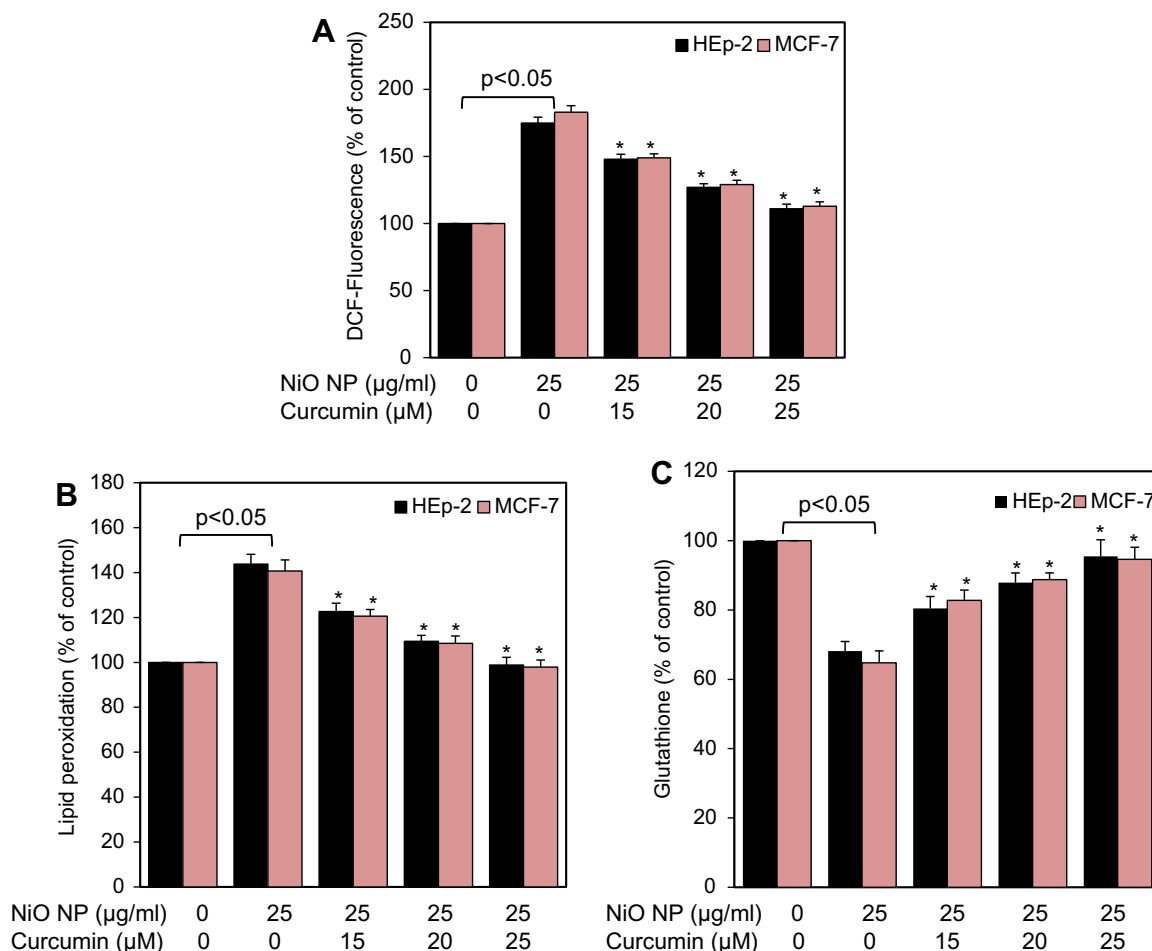 A
DCF-Fluorescence (% of control)
250
200
150
100
50
0
HEp-2 MCF-7
p<0.05
* *
* *
* *
NiO NP (µg/ml) 0 25 25 25 25
Curcumin (µM) 0 0 15 20 25
B
Lipid peroxidation (% of control)
180
160
140
120
100
80
60
40
20
0
HEp-2 MCF-7
p<0.05
* *
* *
* *
NiO NP (µg/ml) 0 25 25 25 25
Curcumin (µM) 0 0 15 20 25
C
Glutathione (% of control)
120
100
80
60
40
20
0
HEp-2 MCF-7
p<0.05
* *
* *
* *
NiO NP (µg/ml) 0 25 25 25 25
Curcumin (µM) 0 0 15 20 25